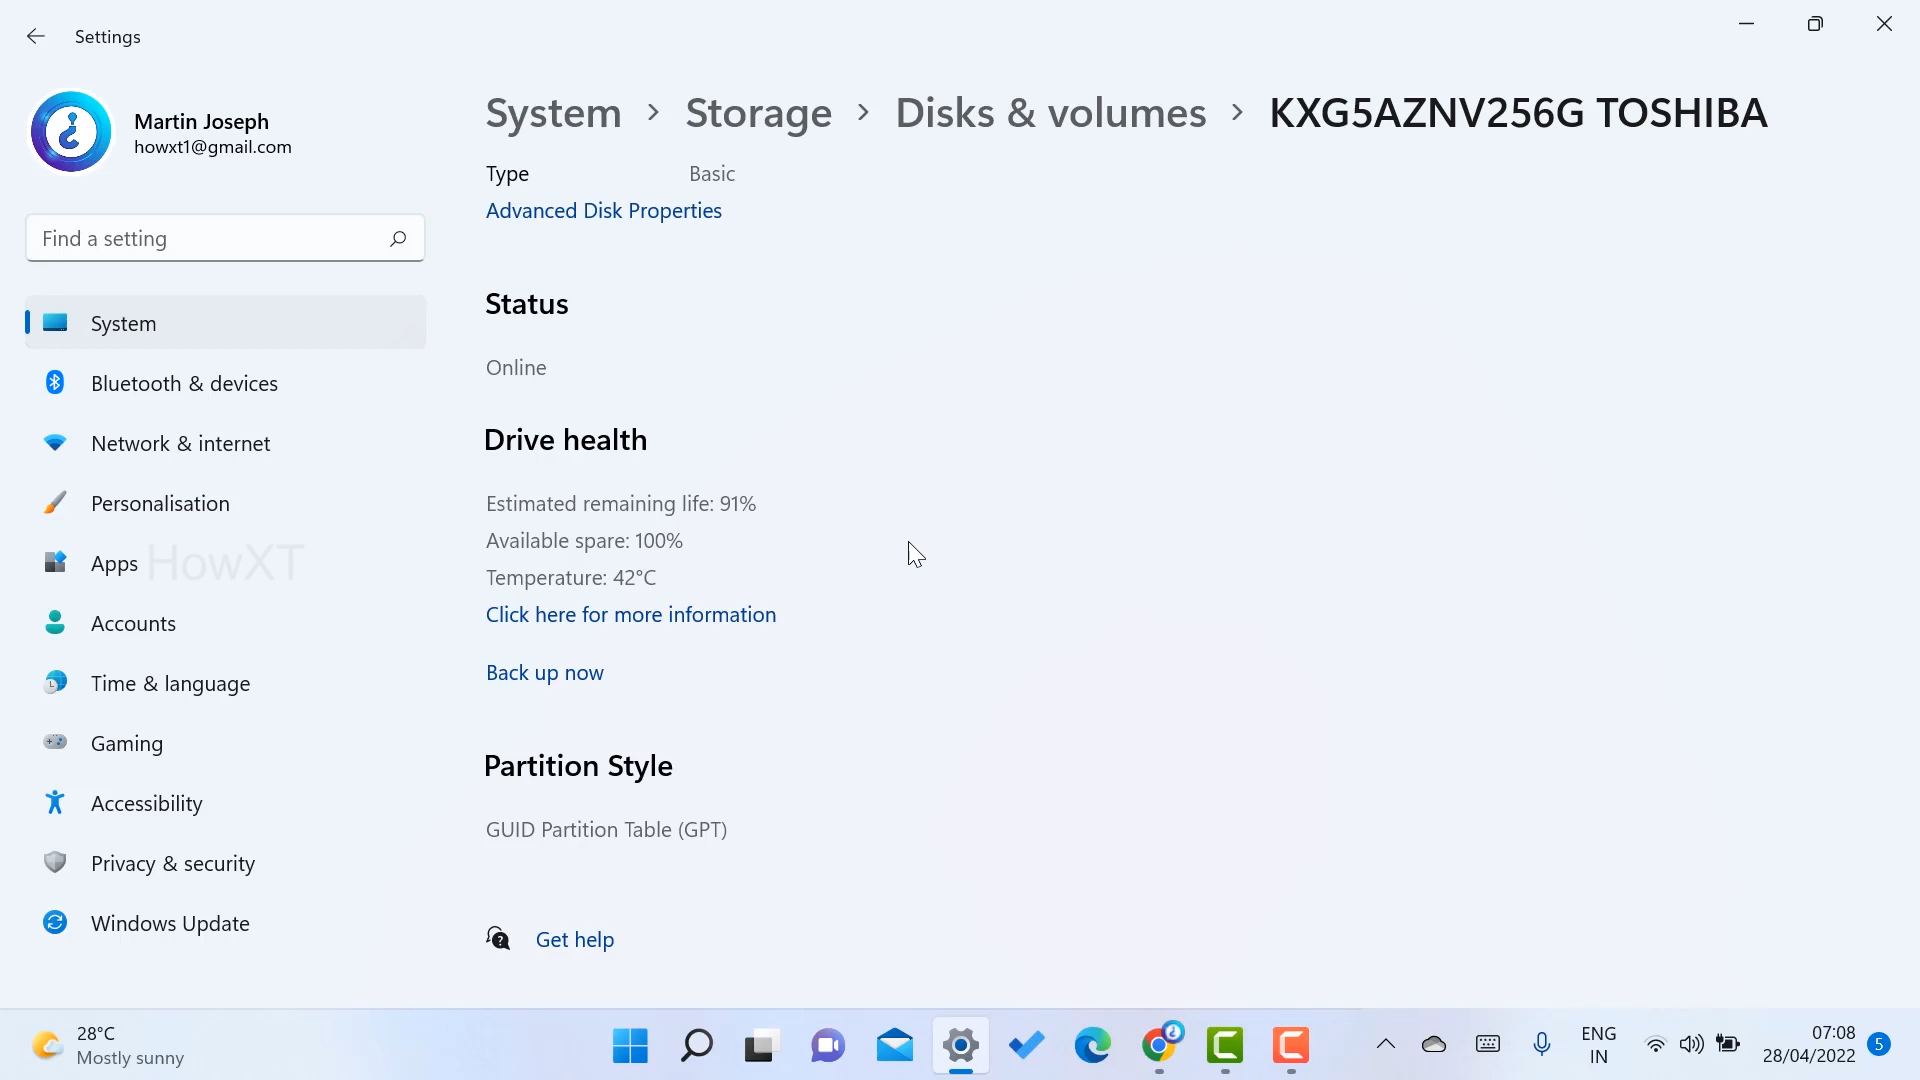 Settings
Martin Joseph
howxt1@gmail.com
Find a setting
System
Bluetooth & devices
Network & internet
Personalisation
Apps
HowXT
Accounts
Time & language
Gaming
Accessibility
Privacy & security
Windows Update
System > Storage > Disks & volumes > KXG5AZNV256G TOSHIBA
Type Basic
Advanced Disk Properties
Status
Online
Drive health
Estimated remaining life: 91%
Available spare: 100%
Temperature: 42°C
Click here for more information
Back up now
Partition Style
GUID Partition Table (GPT)
Get help
28°C
Mostly sunny
ENG
IN
07:08
28/04/2022
5